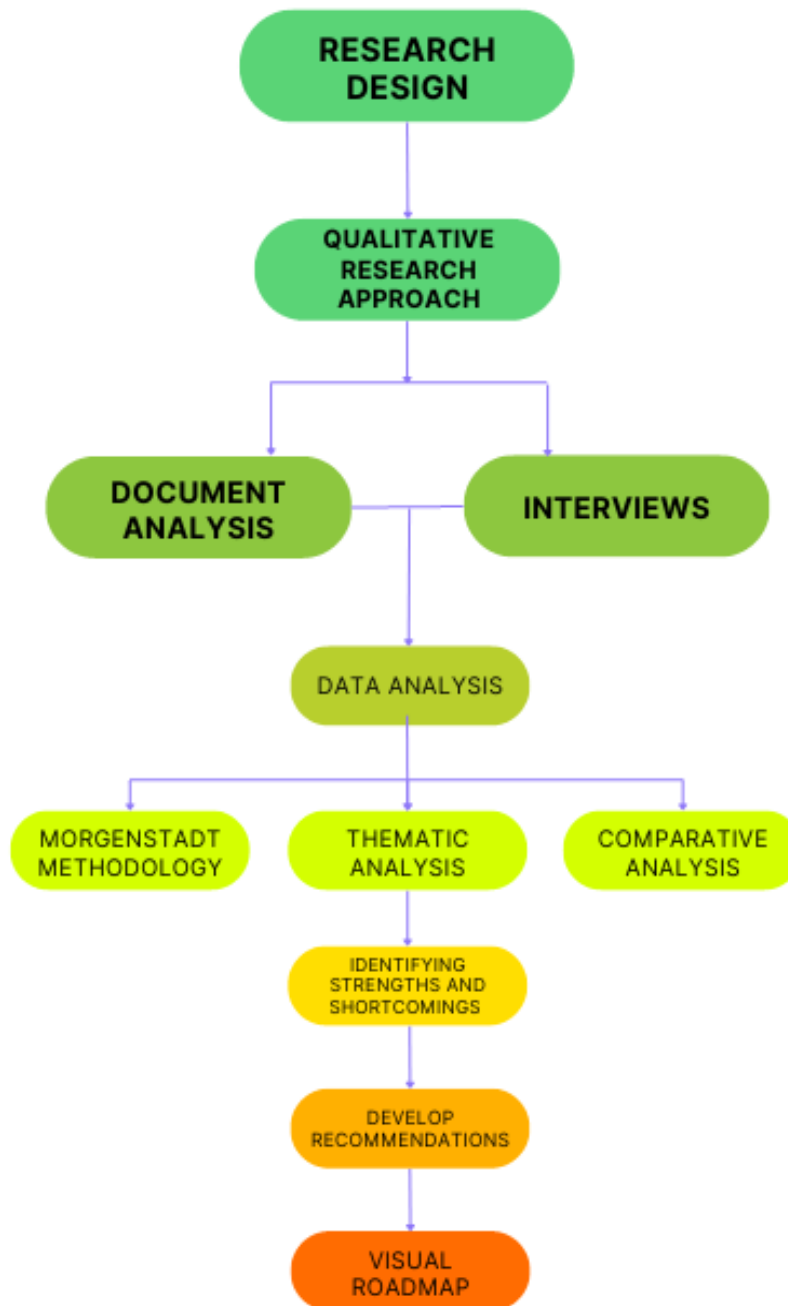 RESEARCH
DESIGN
QUALITATIVE
RESEARCH
APPROACH
DOCUMENT
ANALYSIS
INTERVIEWS
DATA ANALYSIS
MORGENSTADT
METHODOLOGY
THEMATIC
ANALYSIS
COMPARATIVE
ANALYSIS
IDENTIFYING
STRENGTHS AND
SHORTCOMINGS
DEVELOP
RECOMMENDATIONS
VISUAL
ROADMAP